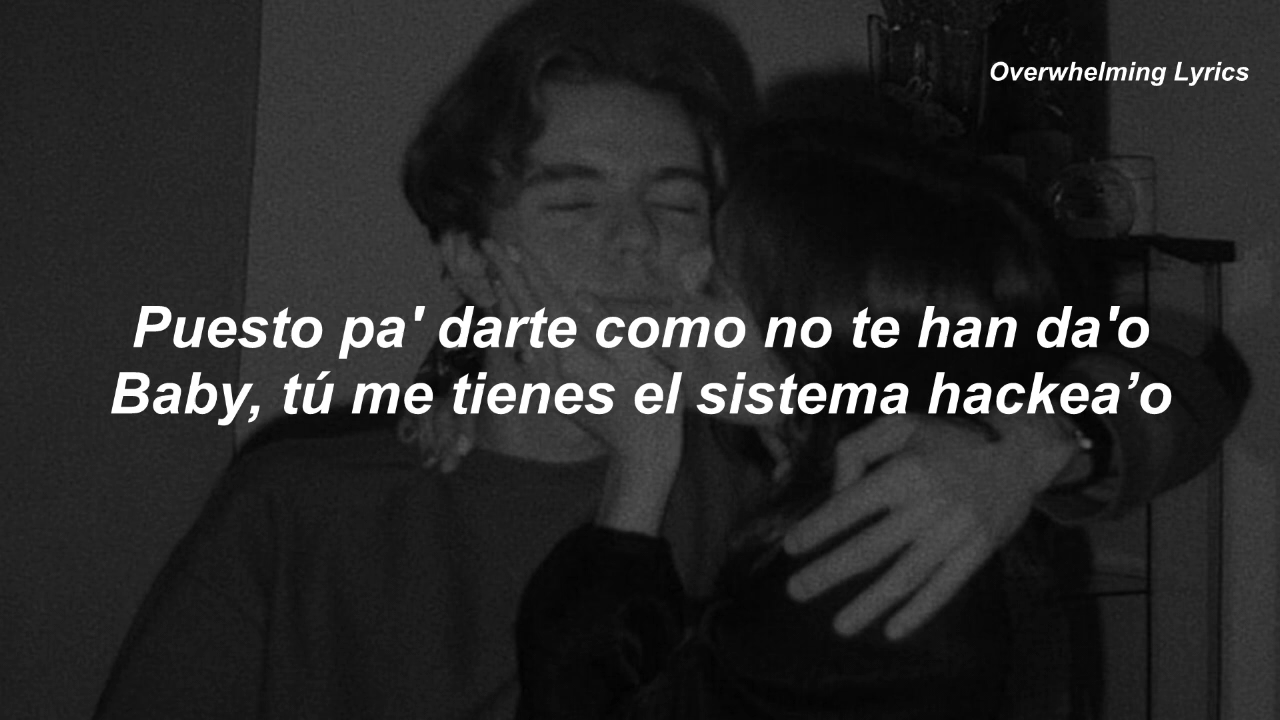 Overwhelming Lyrics
Puesto pa' darte como no te han da'o
Baby, tú me tienes el sistema hackea’o